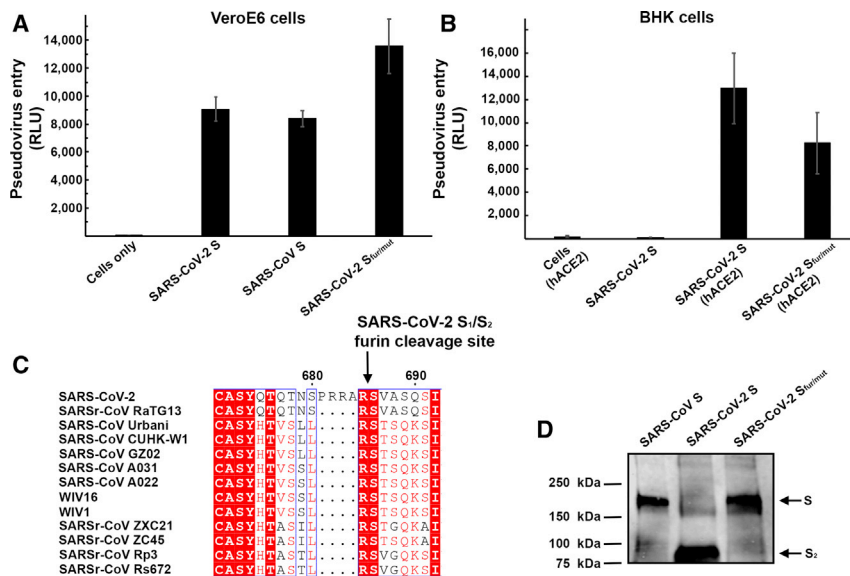 A
VeroE6 cells
Pseudovirus entry
(RLU)
14,000
12,000
10,000
8,000
6,000
4,000
2,000
Cells only
SARS-CoV-2 S
SARS-CoV S
SARS-CoV-2 Sfur/mut
B
BHK cells
Pseudovirus entry
(RLU)
16,000
14,000
12,000
10,000
8,000
6,000
4,000
2,000
Cells
(hACE2)
SARS-CoV-2 S
SARS-CoV-2 S
(hACE2)
SARS-CoV-2 Sfur/mut
(hACE2)
C
SARS-CoV-2 S1/S2
furin cleavage site
680 690
SARS-CoV-2 CASYQTQTNSPRRARSVASQSI
SARSr-CoV RaTG13 CASYQTQTNS....RSVASQSI
SARS-CoV Urbani CASYHTVSLL....RSTSQKSI
SARS-CoV CUHK-W1 CASYHTVSLL....RSTSQKSI
SARS-CoV GZ02 CASYHTVSLL....RSTSQKSI
SARS-CoV A031 CASYHTVSSL....RSTSQKSI
SARS-CoV A022 CASYHTVSSL....RSTSQKSI
WIV16 CASYHTVSSL....RSTSQKSI
WIV1 CASYHTVSSL....RSTSQKSI
SARSr-CoV ZXC21 CASYHTASIL....RSTGQKAI
SARSr-CoV ZC45 CASYHTASIL....RSTSQKAI
SARSr-CoV Rp3 CASYHTASTL....RSVGQKSI
SARSr-CoV Rs672 CASYHTASTL....RSVGQKSI
D
SARS-CoV S
SARS-CoV-2 S
SARS-CoV-2 Sfur/mut
250 kDa
150 kDa
100 kDa
75 kDa
S
S2